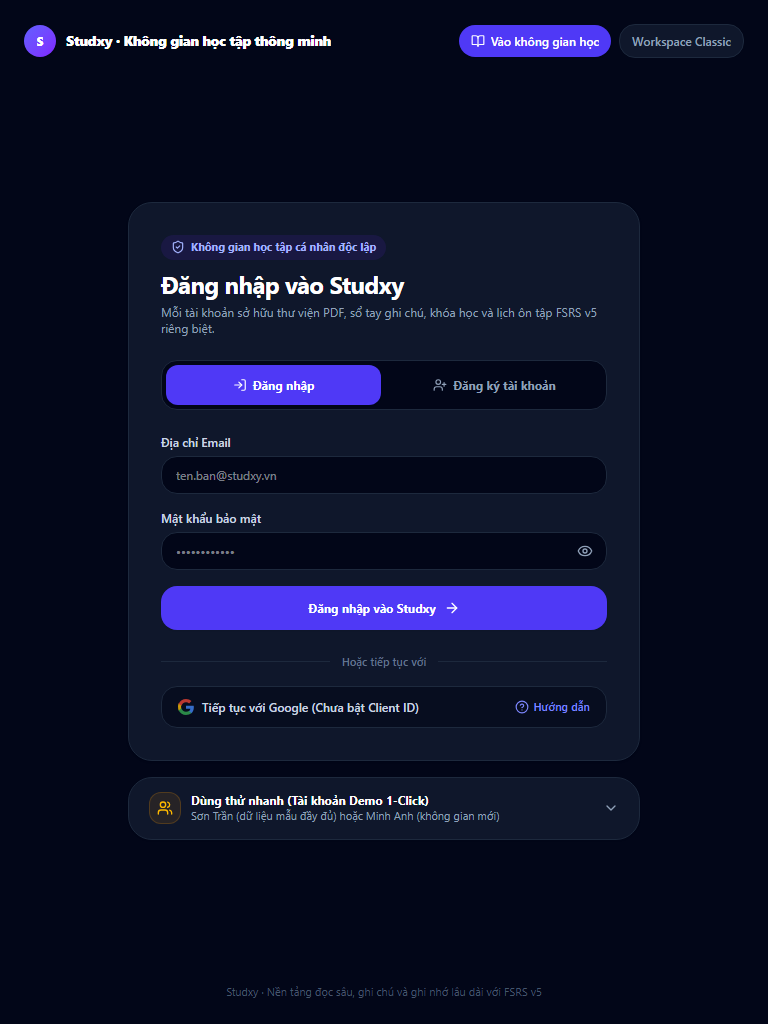 S
Studxy · Không gian học tập thông minh
Vào không gian học
Workspace Classic
Không gian học tập cá nhân độc lập
Đăng nhập vào Studxy
Mỗi tài khoản sở hữu thư viện PDF, sổ tay ghi chú, khóa học và lịch ôn tập FSRS v5
riêng biệt.
Đăng nhập
Đăng ký tài khoản
Địa chỉ Email
ten.ban@studxy.vn
Mật khẩu bảo mật
••••••••••••
Đăng nhập vào Studxy
Hoặc tiếp tục với
Tiếp tục với Google (Chưa bật Client ID)
Hướng dẫn
Dùng thử nhanh (Tài khoản Demo 1-Click)
Sơn Trần (dữ liệu mẫu đầy đủ) hoặc Minh Anh (không gian mới)
Studxy · Nền tảng đọc sâu, ghi chú và ghi nhớ lâu dài với FSRS v5